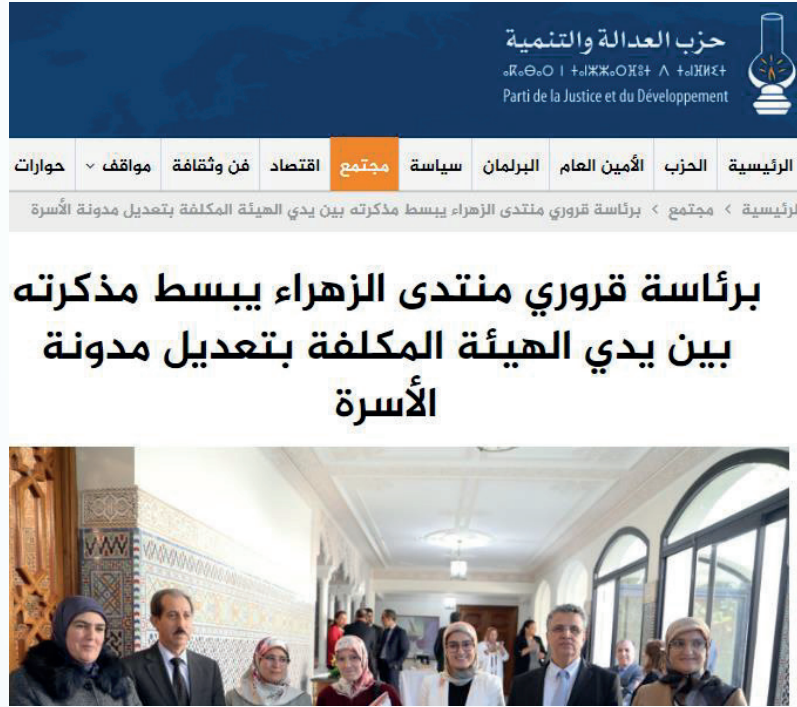 حزب العدالة والتنمية
ⴰⴽⴰⴱⴰⵔ ⵏ ⵜⴰⵏⵣⵣⴰⵔⴼⵓⵜ ⴷ ⵜⴰⵏⴼⵍⵉⵜ
Parti de la Justice et du Développement
الرئيسية الحزب الأمين العام البرلمان سياسة مجتمع اقتصاد فن وثقافة مواقف حوارات
الرئيسية > مجتمع > برئاسة قروري منتدى الزهراء يبسط مذكرته بين يدي الهيئة المكلفة بتعديل مدونة الأسرة
برئاسة قروري منتدى الزهراء يبسط مذكرته
بين يدي الهيئة المكلفة بتعديل مدونة
الأسرة